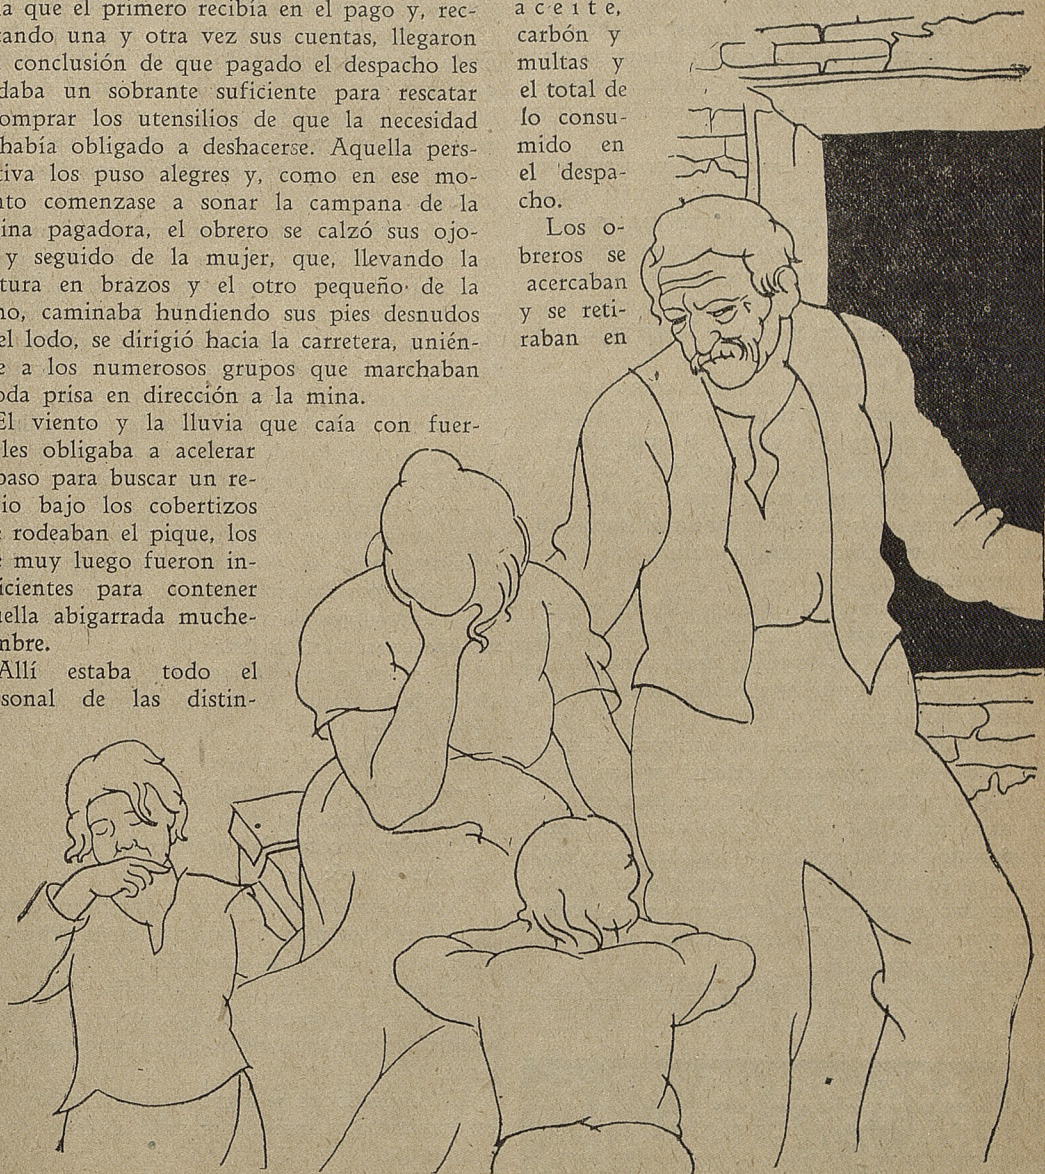 la que el primero recibía en el pago y, rec-
tando una y otra vez sus cuentas, llegaron
conclusión de que pagado el despacho les
daba un sobrante suficiente para rescatar
omprar los utensilios de que la necesidad
había obligado a deshacerse. Aquella pers-
tiva los puso alegres y, como en ese mo-
nto comenzase a sonar la campana de la
ina pagadora, el obrero se calzó sus ojo-
y seguido de la mujer, que, llevando la
tura en brazos y el otro pequeño de la
no, caminaba hundiendo sus pies desnudos
el lodo, se dirigió hacia la carretera, unién-
e a los numerosos grupos que marchaban
oda prisa en dirección a la mina.
El viento y la lluvia que caía con fuer-
les obligaba a acelerar
paso para buscar un re-
io bajo los cobertizos
e rodeaban el pique, los
e muy luego fueron in-
icientes para contener
uella abigarrada muche-
mbre.
Allí estaba todo el
sonal de las distin-
aceite,
carbón y
multas y
el total de
lo consu-
mido en
el despa-
cho.
Los o-
breros se
acercaban
y se reti-
raban en